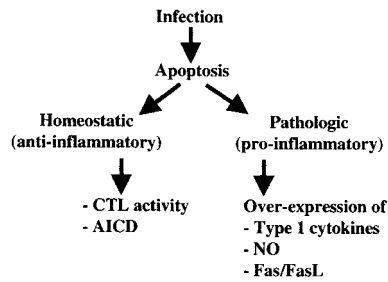 Infection
Apoptosis
Homeostatic
(anti-inflammatory)
- CTL activity
- AICD
Pathologic
(pro-inflammatory)
Over-expression of
- Type 1 cytokines
- NO
- Fas/FasL